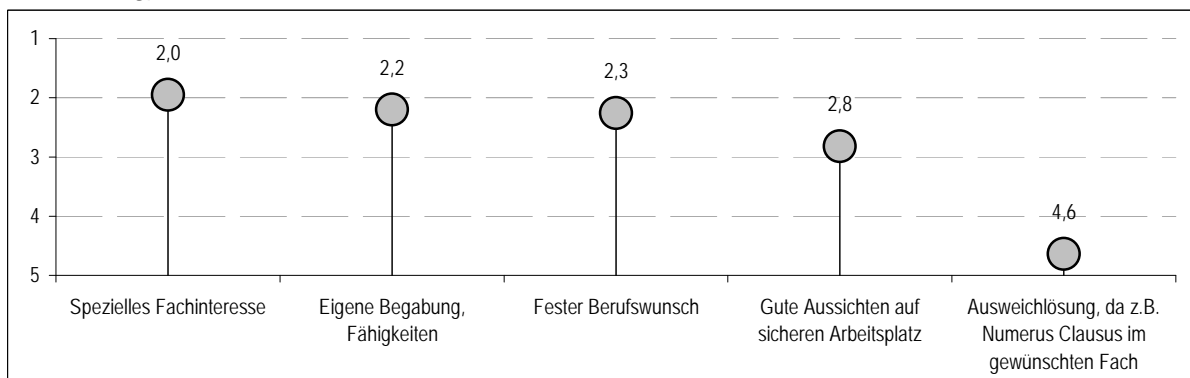 1
2,0
2,2
2,3
2
2,8
3
4
4,6
5
Spezielles Fachinteresse
Eigene Begabung,
Fähigkeiten
Fester Berufswunsch
Gute Aussichten auf
sicheren Arbeitsplatz
Ausweichlösung, da z.B.
Numerus Clausus im
gewünschten Fach